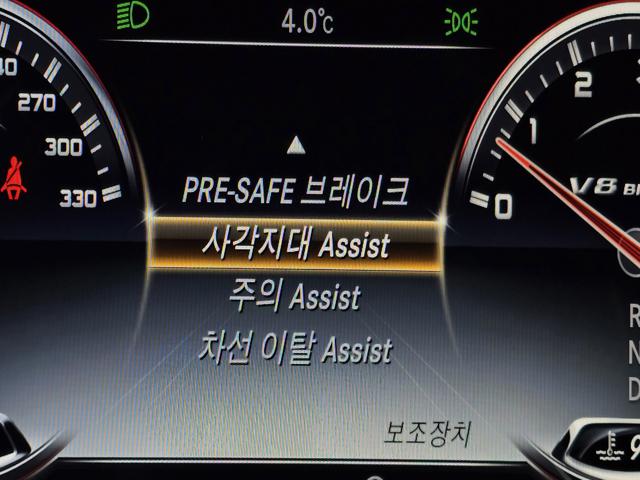 4.0°c
40
270
300
330
PRE-SAFE 브레이크
사각지대 Assist
주의 Assist
차선 이탈 Assist
보조장치
2
1
0
V8
R
N
D